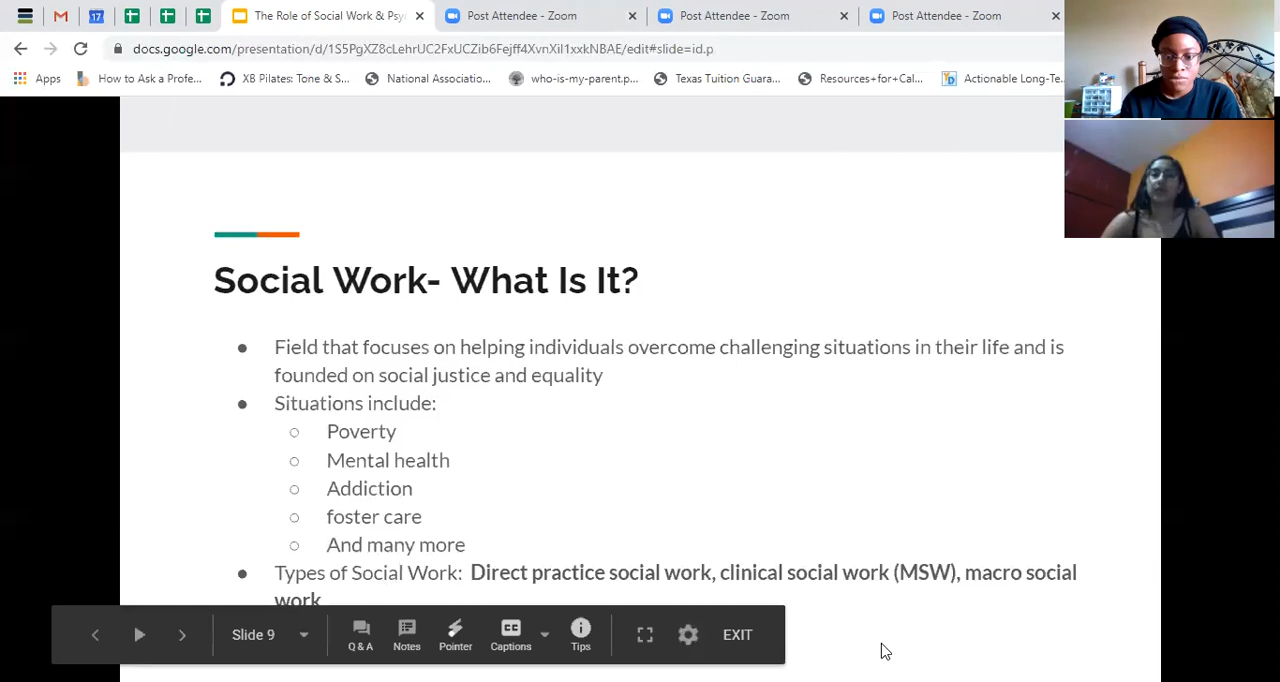 The Role of Social Work & Psy
Post Attendee - Zoom
Post Attendee - Zoom
Post Attendee - Zoom
17
docs.google.com/presentation/d/1S5PgXZ8cLehrUC2FxUCZib6Fejff4XvnXil1xxkNBAE/edit#slide=id.p
Apps
How to Ask a Profe...
XB Pilates: Tone & S...
National Associatio...
who-is-my-parent.p...
Texas Tuition Guara...
Resources+for+Cal...
Actionable Long-Te...
Social Work- What Is It?
● Field that focuses on helping individuals overcome challenging situations in their life and is
founded on social justice and equality
● Situations include:
○ Poverty
○ Mental health
○ Addiction
○ foster care
○ And many more
● Types of Social Work: Direct practice social work, clinical social work (MSW), macro social
work
Slide 9
Q & A
Notes
Pointer
CC
Captions
Tips
EXIT